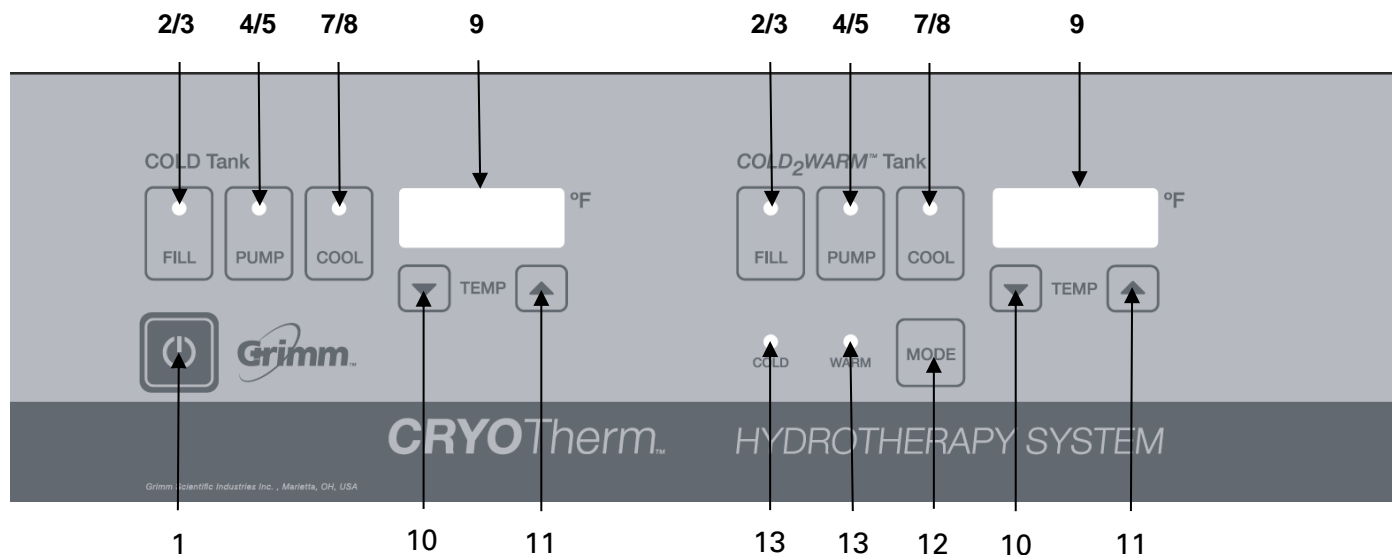 2/3 4/5 7/8 9 2/3 4/5 7/8 9
COLD Tank COLD2WARM™ Tank
°F °F
FILL PUMP COOL FILL PUMP COOL
TEMP TEMP
Grimm™ COLD WARM MODE
CRYOTherm™ HYDROTHERAPY SYSTEM
Grimm Scientific Industries Inc. , Marietta, OH, USA
1 10 11 13 13 12 10 11